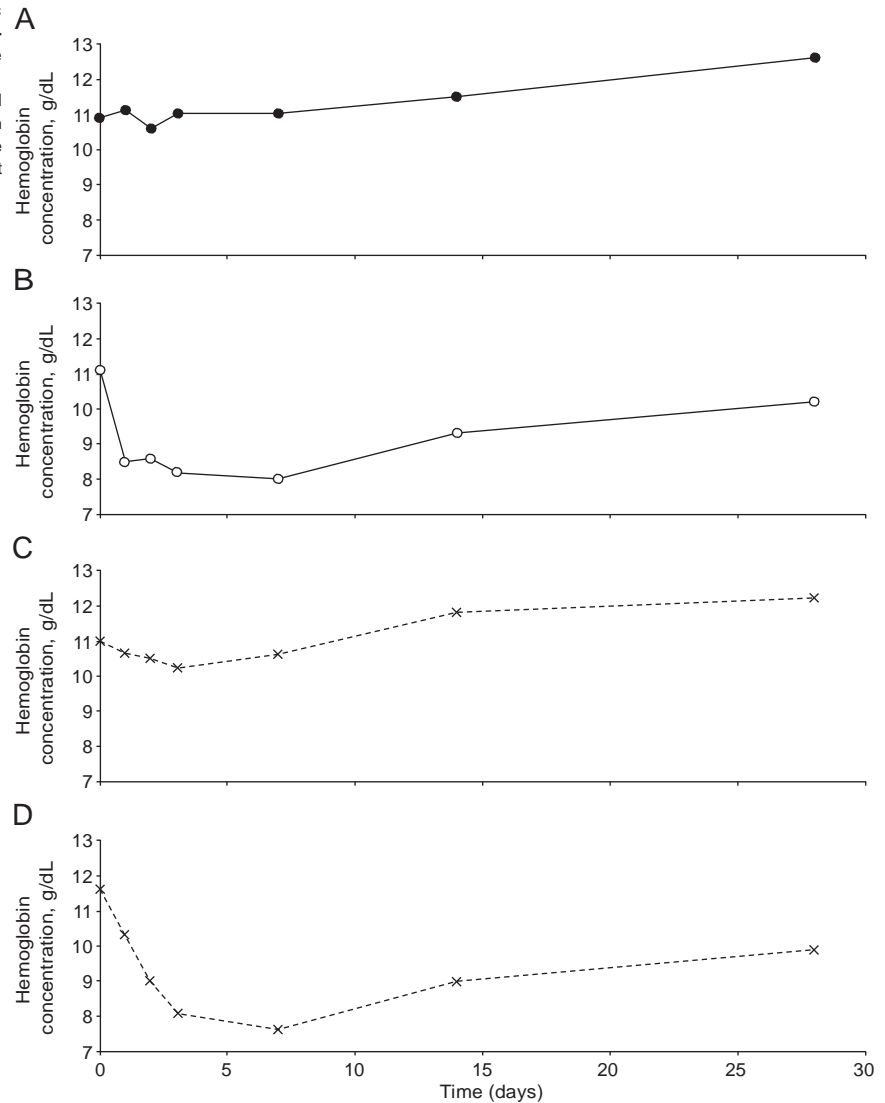 A
13
12
11
10
9
8
7
Hemoglobin
concentration, g/dL
B
13
12
11
10
9
8
7
Hemoglobin
concentration, g/dL
C
13
12
11
10
9
8
7
Hemoglobin
concentration, g/dL
D
13
12
11
10
9
8
7
Hemoglobin
concentration, g/dL
0 5 10 15 20 25 30
Time (days)